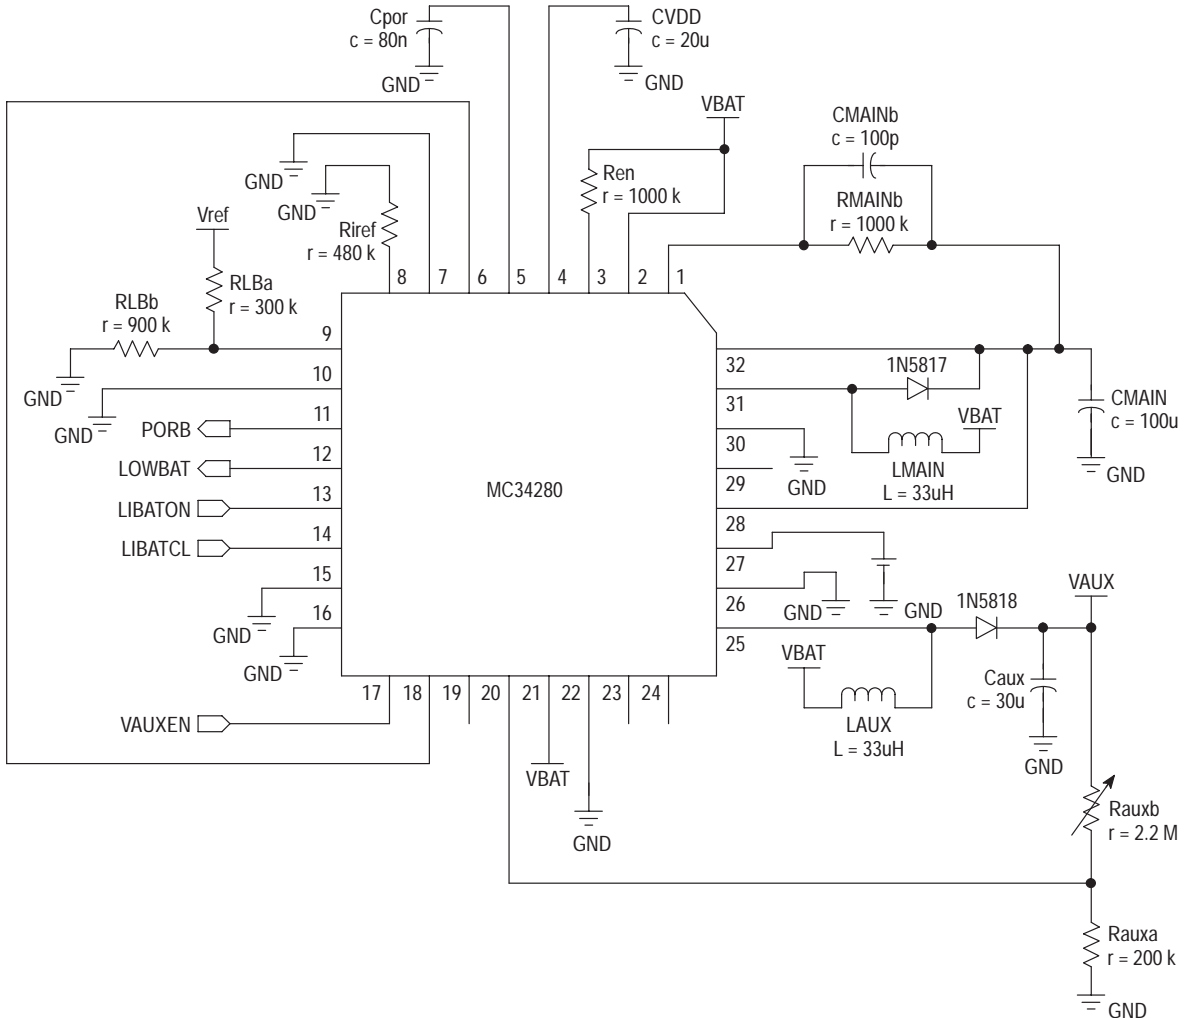 Cpor
c = 80n
GND
CVDD
c = 20u
GND
VBAT
CMAINb
c = 100p
GND
GND
Ren
r = 1000 k
RMAINb
r = 1000 k
Vref
Riref
r = 480 k
8
7
6
5
4
3
2
1
RLBa
r = 300 k
RLBb
r = 900 k
9
GND
10
GND
PORB
11
LOWBAT
12
LIBATON
13
LIBATCL
14
15
GND
16
GND
MC34280
32
1N5817
31
VBAT
CMAIN
c = 100u
30
GND
LMAIN
L = 33uH
GND
29
28
27
26
GND
GND
25
1N5818
VAUX
VBAT
LAUX
L = 33uH
Caux
c = 30u
GND
17
18
19
20
21
22
23
24
VAUXEN
VBAT
GND
Rauxb
r = 2.2 M
Rauxa
r = 200 k
GND